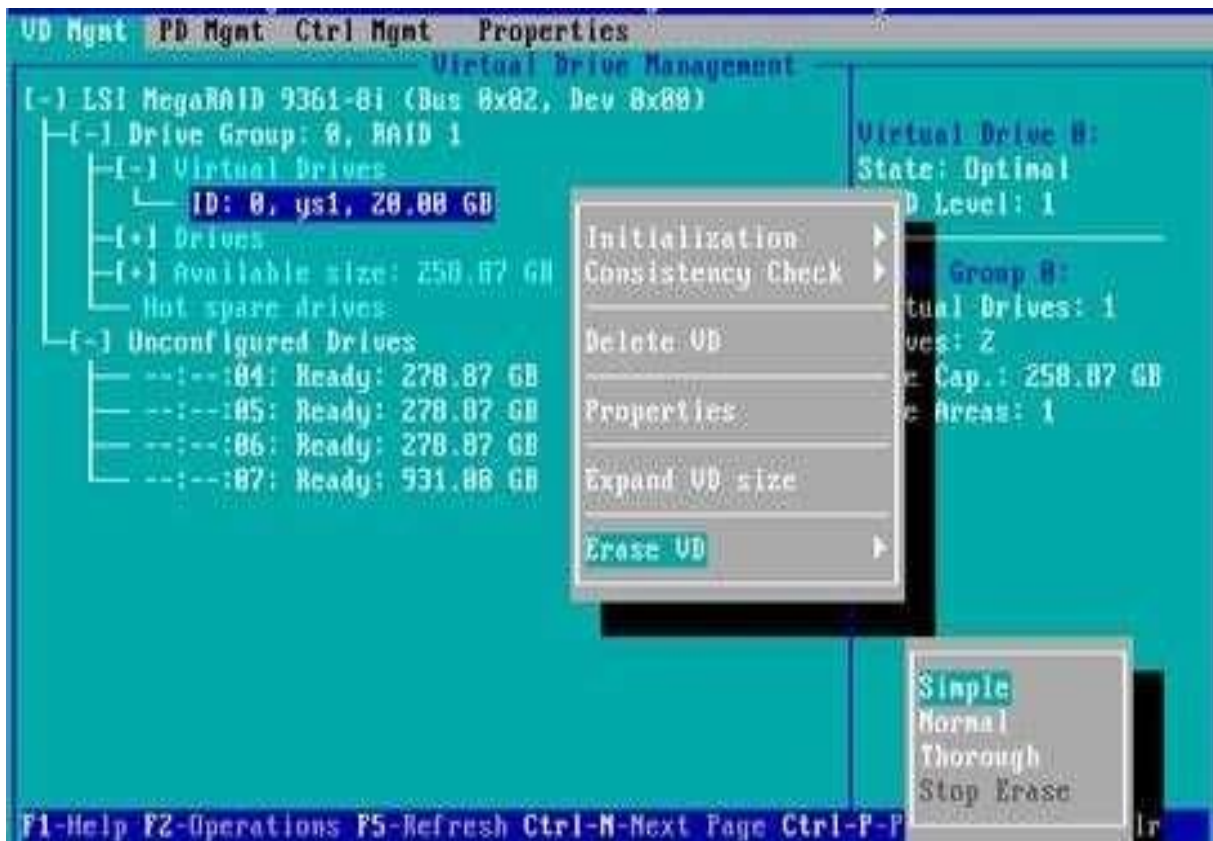 VD Mgmt PD Mgmt Ctrl Mgmt Properties
Virtual Drive Management
[-] LSI MegaRAID 9361-8i (Bus 0x02, Dev 0x00)
[-] Drive Group: 0, RAID 1
[-] Virtual Drives
ID: 0, ys1, 20.00 GB
[+] Drives
[+] Available size: 258.87 GB
Hot spare drives
[-] Unconfigured Drives
--:--:04: Ready: 278.87 GB
--:--:05: Ready: 278.87 GB
--:--:06: Ready: 278.87 GB
--:--:07: Ready: 931.00 GB
Initialization
Consistency Check
Delete VD
Properties
Expand VD size
Erase VD
Simple
Normal
Thorough
Stop Erase
Virtual Drive 0:
State: Optimal
D Level: 1
Group 0:
tual Drives: 1
ves: 2
e Cap.: 258.87 GB
e Areas: 1
F1-Help F2-Operations F5-Refresh Ctrl-N-Next Page Ctrl-P-P lr